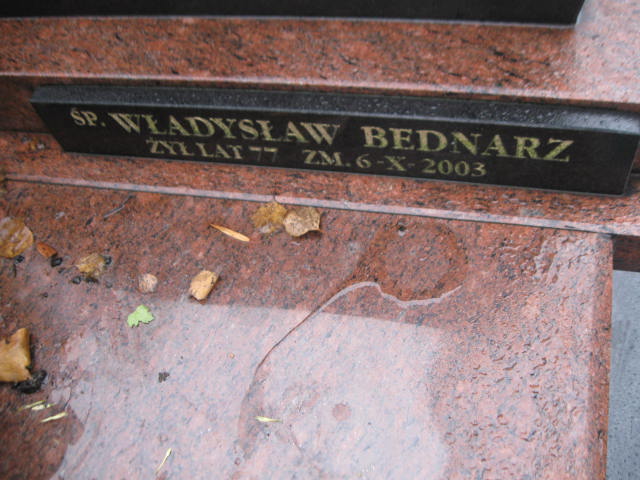 ŚP. WŁADYSŁAW BEDNARZ
ŻYŁ LAT 77 ZM. 6-X-2003